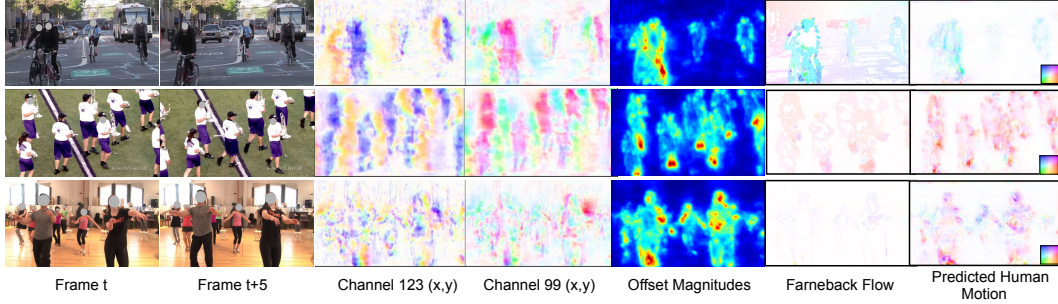 Frame t
Frame t+5
Channel 123 (x,y)
Channel 99 (x,y)
Offset Magnitudes
Farneback Flow
Predicted Human
Motion